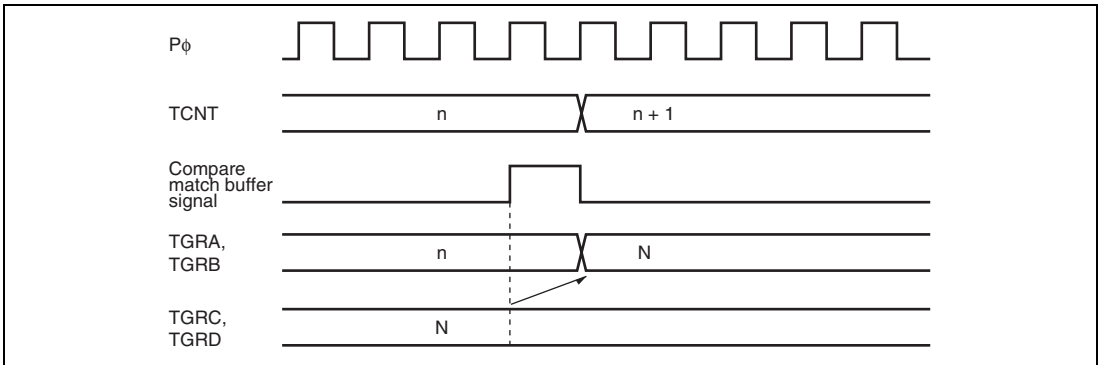 Pϕ
TCNT
n
n + 1
Compare
match buffer
signal
TGRA,
TGRB
n
N
TGRC,
TGRD
N